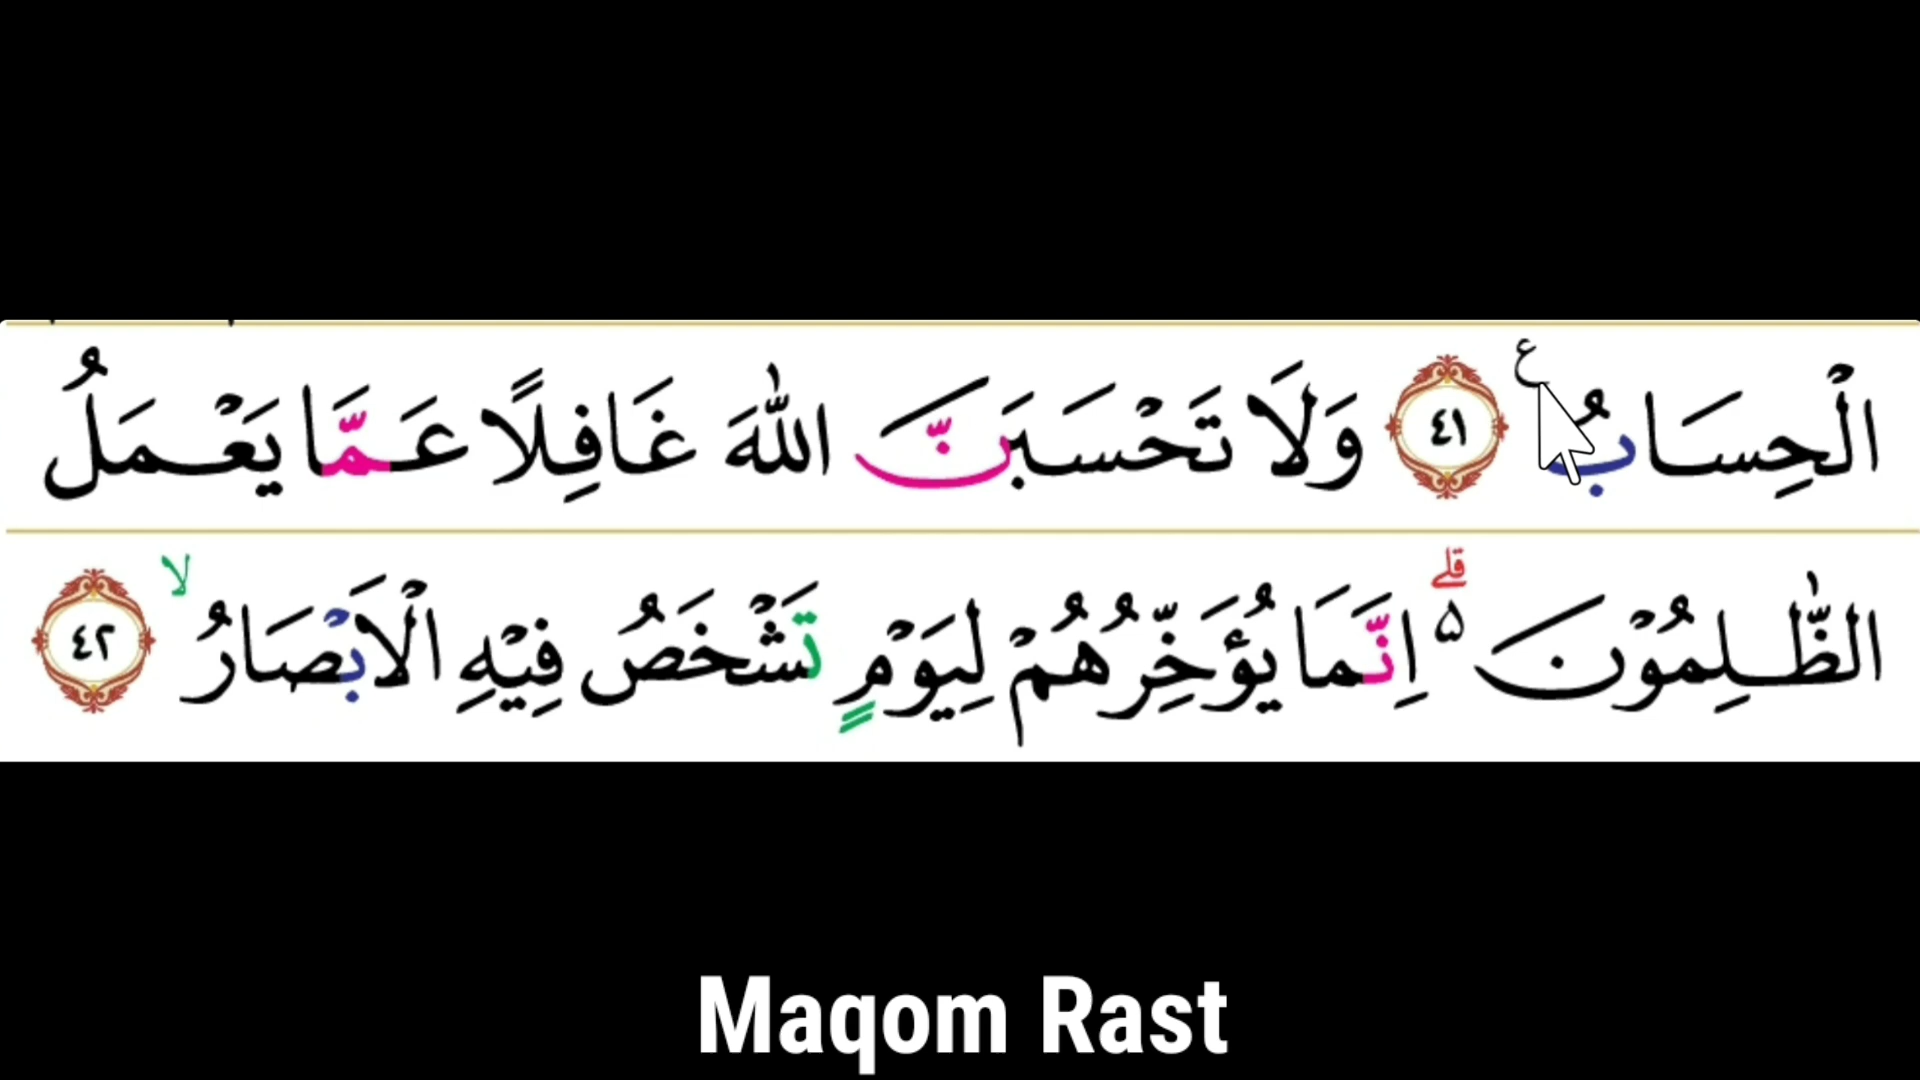 الْحِسَابُ ࣖ ٤١ وَلَا تَحْسَبَنَّ اللّٰهَ غَافِلًا عَمَّا يَعْمَلُ
الظّٰلِمُوْنَ ەۗ اِنَّمَا يُؤَخِّرُهُمْ لِيَوْمٍ تَشْخَصُ فِيْهِ الْاَبْصَارُۙ ٤٢
Maqom Rast